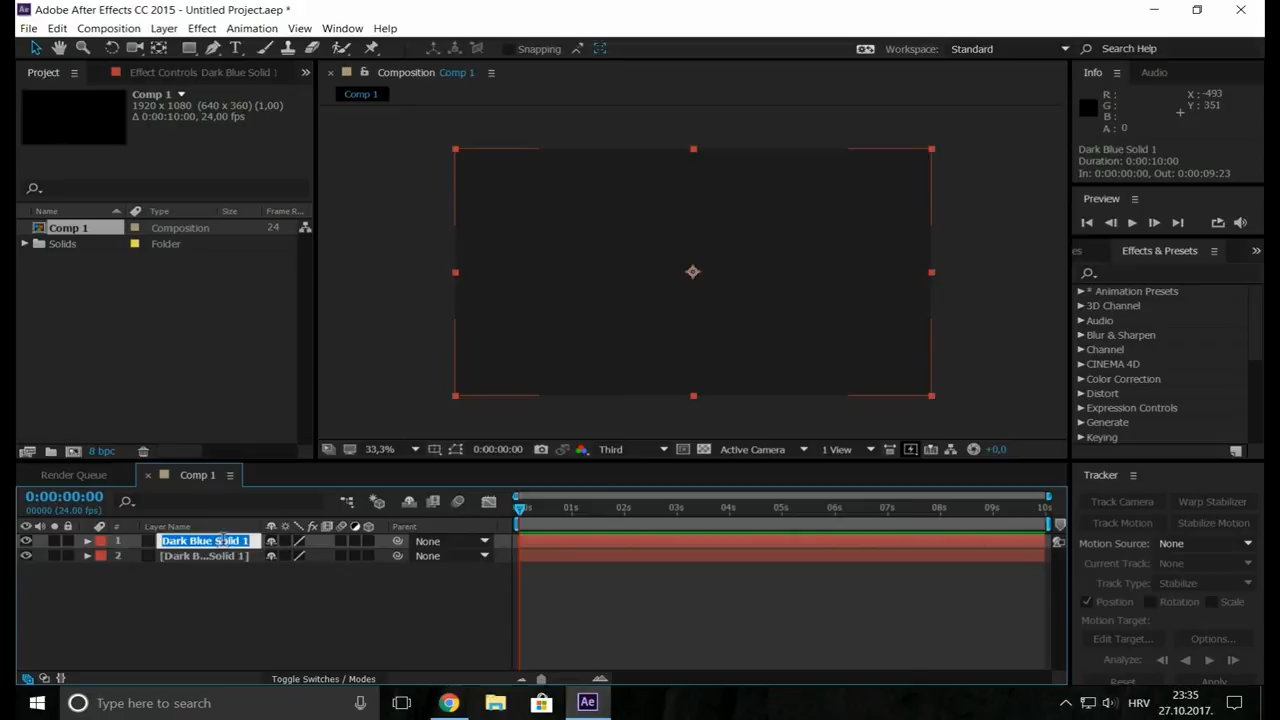 Adobe After Effects CC 2015 - Untitled Project.aep *
File Edit Composition Layer Effect Animation View Window Help
Snapping
Workspace: Standard
Search Help
Project
Effect Controls Dark Blue Solid 1
Composition Comp 1
Info Audio
Comp 1
1920 x 1080 (640 x 360) (1,00)
Δ 0:00:10:00, 24,00 fps
Comp 1
R :
G :
B :
A : 0
X : -493
Y : 351
Dark Blue Solid 1
Duration: 0:00:10:00
In: 0:00:00:00, Out: 0:00:09:23
Preview
Name Type Size Frame R...
Comp 1 Composition 24
Solids Folder
Effects & Presets
* Animation Presets
3D Channel
Audio
Blur & Sharpen
Channel
CINEMA 4D
Color Correction
Distort
Expression Controls
Generate
Keying
8 bpc
33,3% 0:00:00:00 Third Active Camera 1 View +0,0
Render Queue Comp 1
Tracker
0:00:00:00
00000 (24.00 fps)
01s 02s 03s 04s 05s 06s 07s 08s 09s 10s
# Layer Name Parent
1 Dark Blue Solid 1 None
2 [Dark B...Solid 1] None
Track Camera Warp Stabilizer
Track Motion Stabilize Motion
Motion Source: None
Current Track: None
Track Type: Stabilize
Position Rotation Scale
Motion Target:
Edit Target... Options...
Analyze:
Reset Apply
Toggle Switches / Modes
Type here to search
Ae
HRV
23:35
27.10.2017.